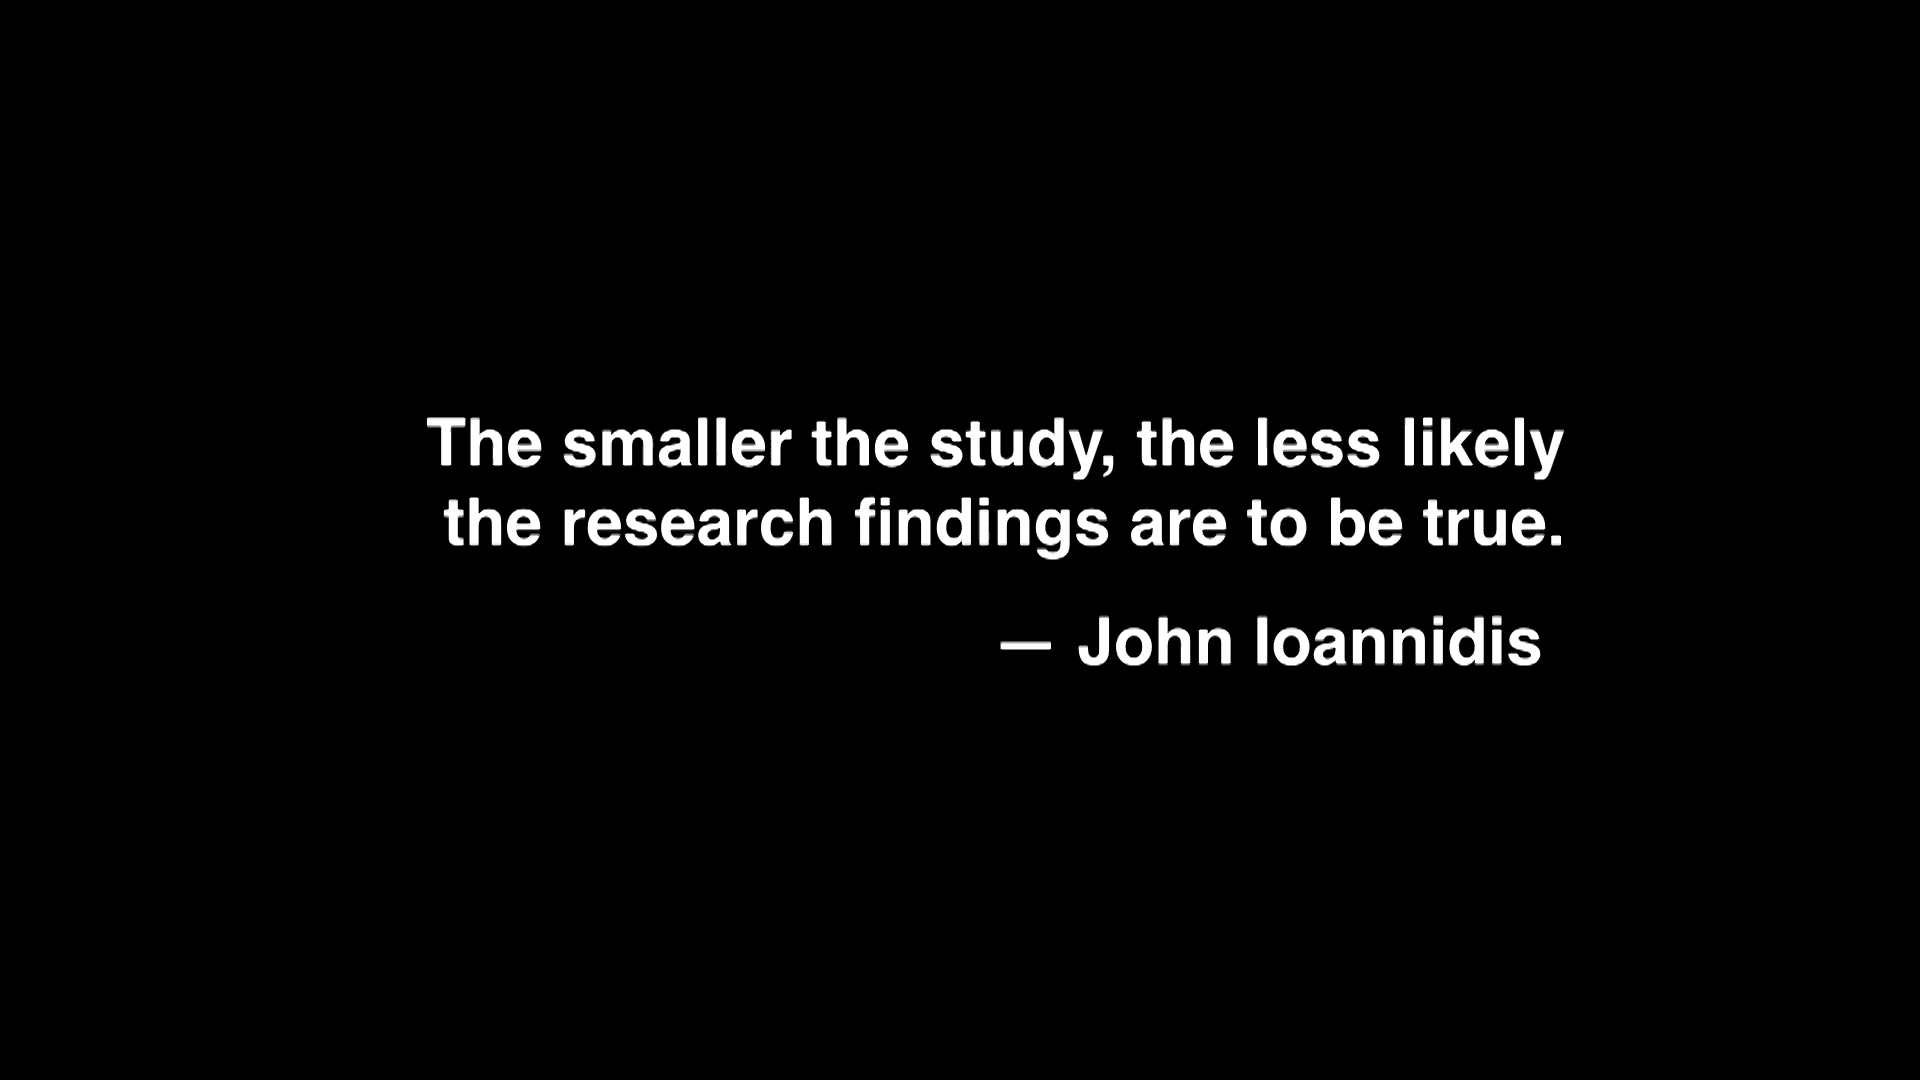 The smaller the study, the less likely
the research findings are to be true.
— John Ioannidis